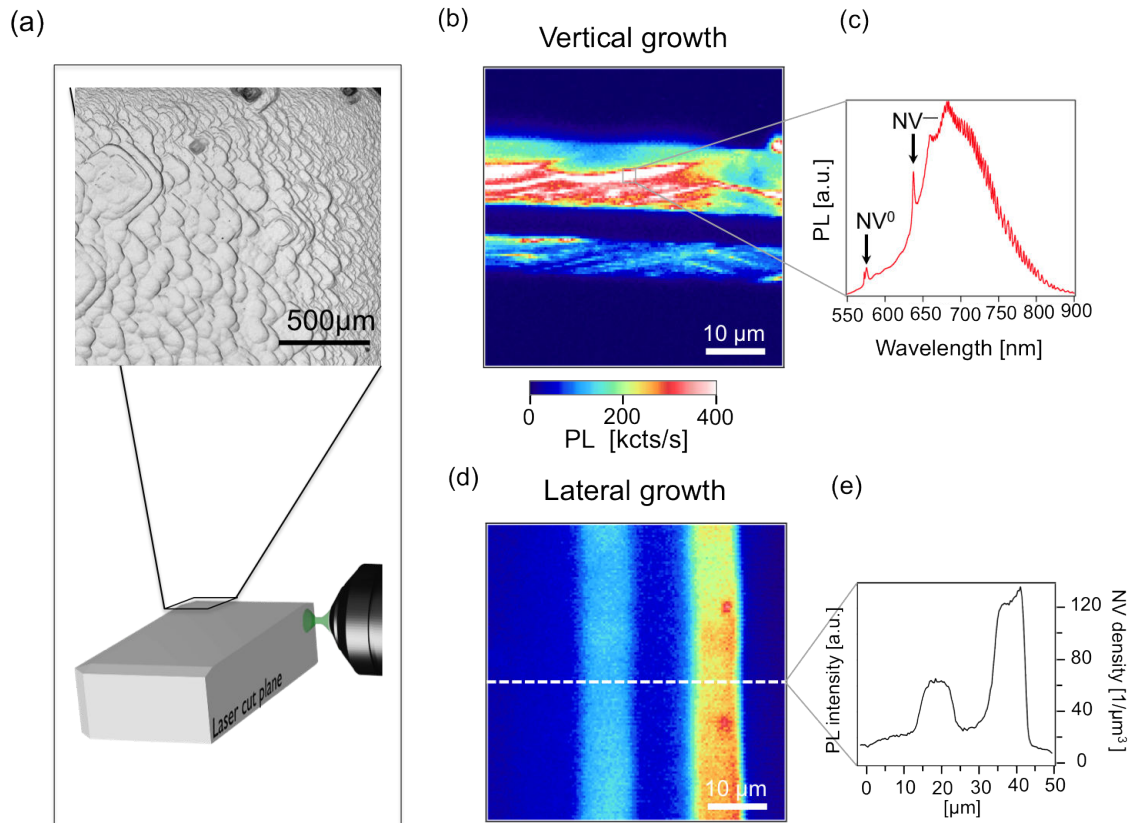 (a)
500µm
Laser cut plane
(b)
Vertical growth
10 µm
0
200
400
PL [kcts/s]
(c)
NV—
NV⁰
PL [a.u.]
550 600 650 700 750 800 900
Wavelength [nm]
(d)
Lateral growth
10 µm
(e)
PL intensity [a.u.]
120
80
40
0
NV density [1/µm³]
0 10 20 30 40 50
[µm]